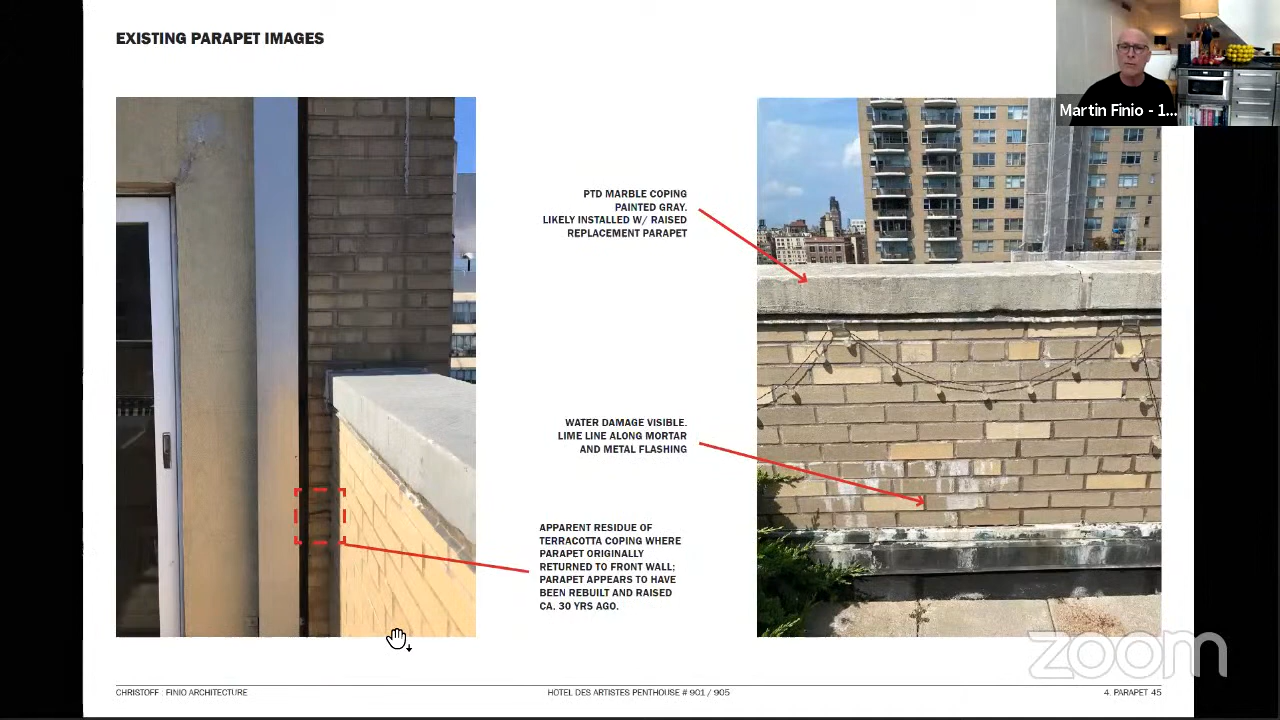 EXISTING PARAPET IMAGES
Martin Finio - 1...
PTD MARBLE COPING
PAINTED GRAY.
LIKELY INSTALLED W/ RAISED
REPLACEMENT PARAPET
WATER DAMAGE VISIBLE.
LIME LINE ALONG MORTAR
AND METAL FLASHING
APPARENT RESIDUE OF
TERRACOTTA COPING WHERE
PARAPET ORIGINALLY
RETURNED TO FRONT WALL;
PARAPET APPEARS TO HAVE
BEEN REBUILT AND RAISED
CA. 30 YRS AGO.
zoom
CHRISTOFF : FINIO ARCHITECTURE
HOTEL DES ARTISTES PENTHOUSE # 901 / 905
4. PARAPET 45